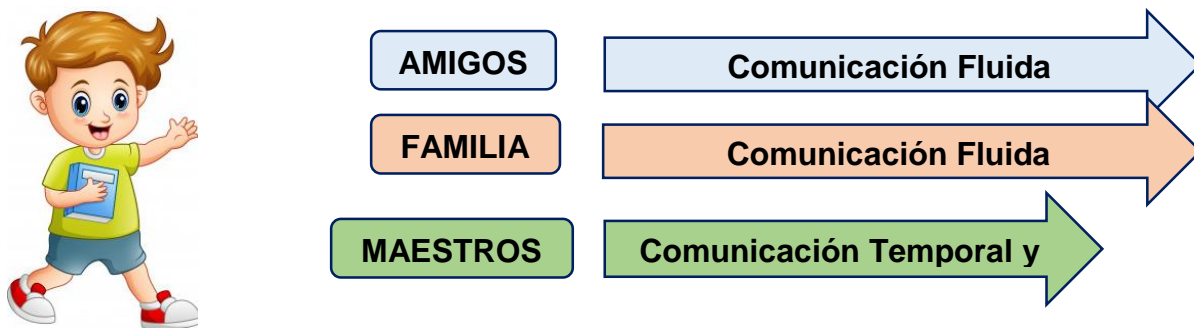 AMIGOS Comunicación Fluida
FAMILIA Comunicación Fluida
MAESTROS Comunicación Temporal y